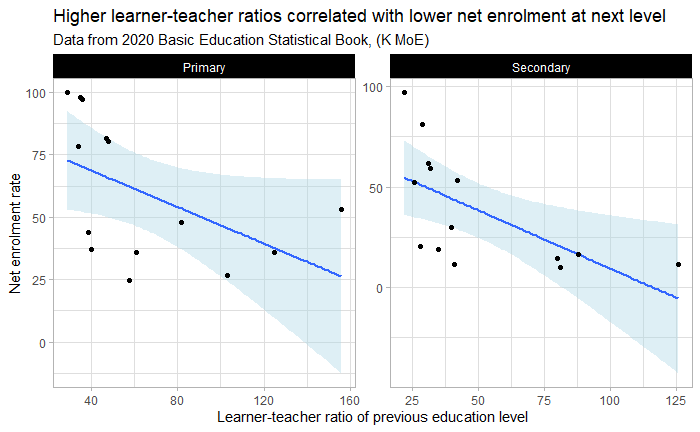 Higher learner-teacher ratios correlated with lower net enrolment at next level
Data from 2020 Basic Education Statistical Book, (K MoE)
Primary
Secondary
Net enrolment rate
100
75
50
25
0
100
50
0
40
80
120
160
25
50
75
100
125
Learner-teacher ratio of previous education level